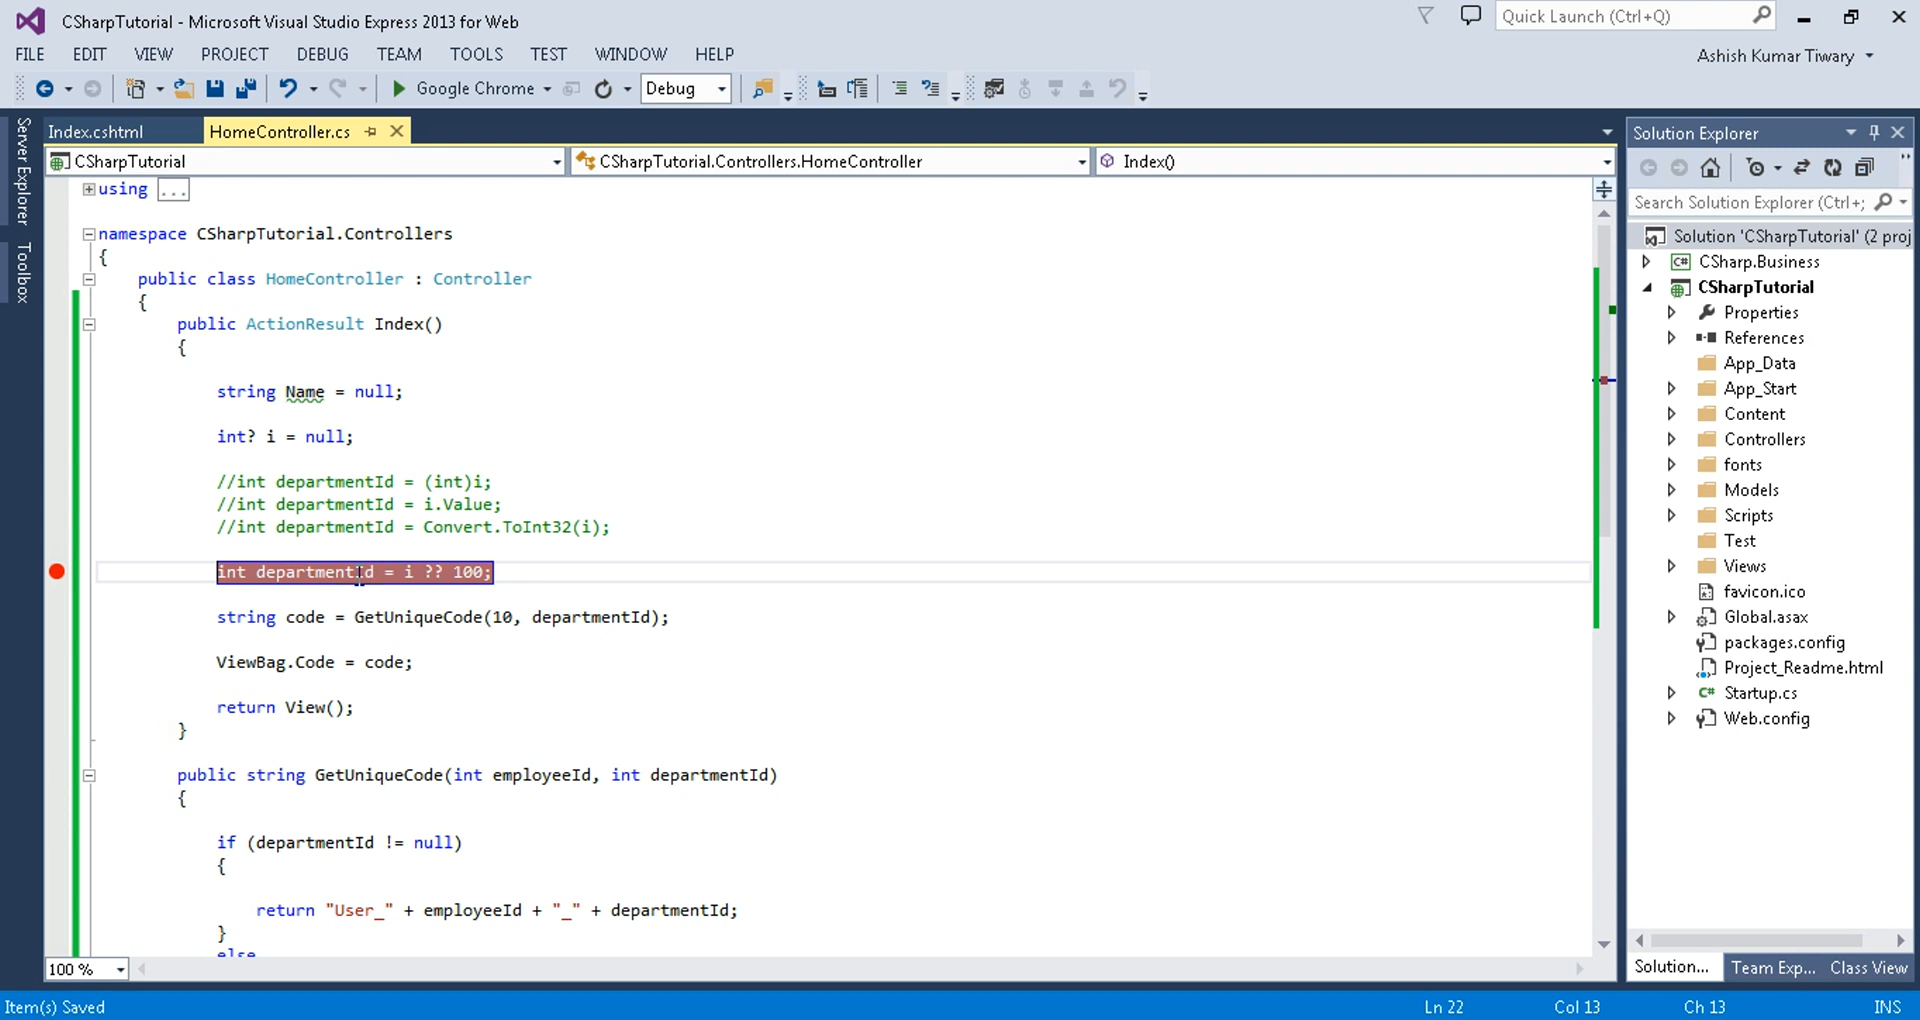 CSharpTutorial - Microsoft Visual Studio Express 2013 for Web
Quick Launch (Ctrl+Q)
FILE EDIT VIEW PROJECT DEBUG TEAM TOOLS TEST WINDOW HELP
Ashish Kumar Tiwary
Google Chrome
Debug
Server Explorer
Toolbox
Index.cshtml
HomeController.cs
CSharpTutorial
CSharpTutorial.Controllers.HomeController
Index()
using ...
namespace CSharpTutorial.Controllers
{
public class HomeController : Controller
{
public ActionResult Index()
{
string Name = null;
int? i = null;
//int departmentId = (int)i;
//int departmentId = i.Value;
//int departmentId = Convert.ToInt32(i);
int departmentId = i ?? 100;
string code = GetUniqueCode(10, departmentId);
ViewBag.Code = code;
return View();
}
public string GetUniqueCode(int employeeId, int departmentId)
{
if (departmentId != null)
{
return "User_" + employeeId + "_" + departmentId;
}
else
100 %
Solution Explorer
Search Solution Explorer (Ctrl+;
Solution 'CSharpTutorial' (2 proj
C# CSharp.Business
CSharpTutorial
Properties
References
App_Data
App_Start
Content
Controllers
fonts
Models
Scripts
Test
Views
favicon.ico
Global.asax
packages.config
Project_Readme.html
C# Startup.cs
Web.config
Solution... Team Exp... Class View
Item(s) Saved
Ln 22
Col 13
Ch 13
INS